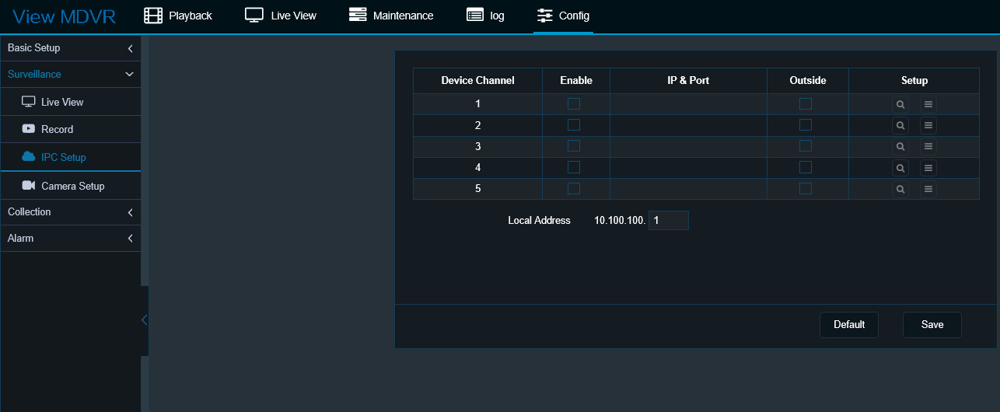 View MDVR Playback Live View Maintenance log Config
Basic Setup
Surveillance
Live View
Record
IPC Setup
Camera Setup
Collection
Alarm
Device Channel Enable IP & Port Outside Setup
1
2
3
4
5
Local Address 10.100.100. 1
Default Save